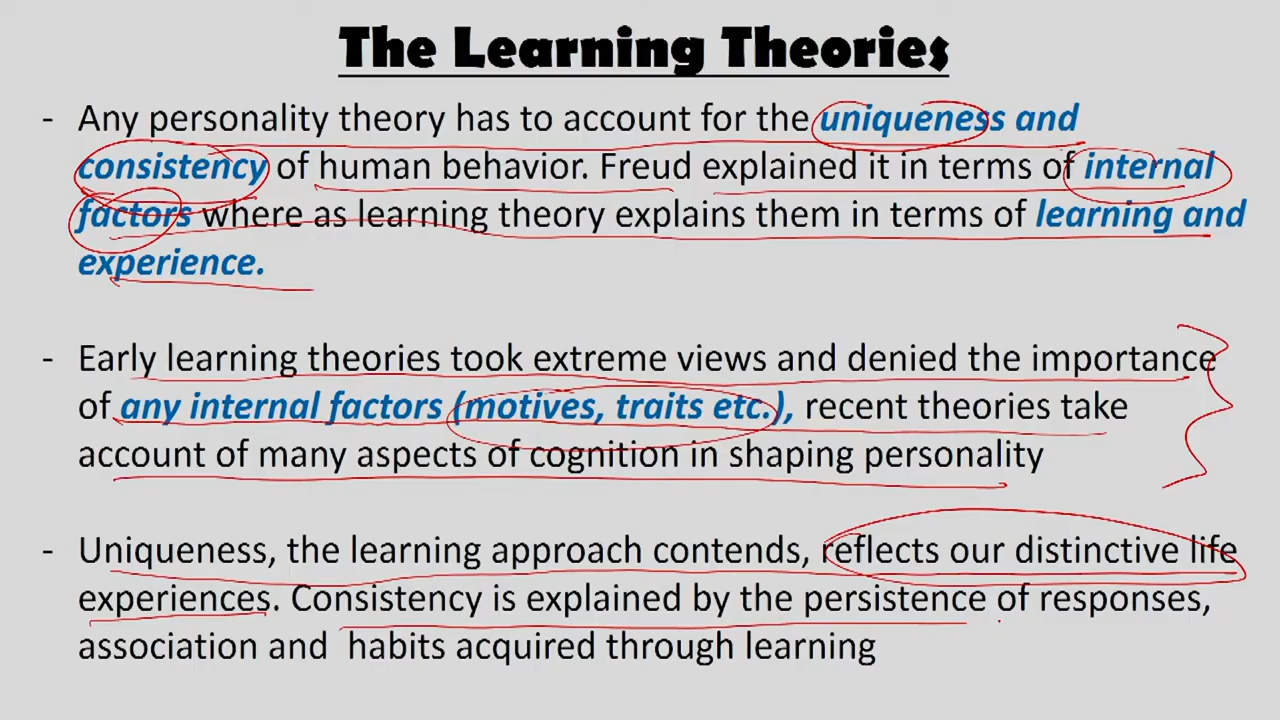 The Learning Theories
- Any personality theory has to account for the uniqueness and
consistency of human behavior. Freud explained it in terms of internal
factors where as learning theory explains them in terms of learning and
experience.
- Early learning theories took extreme views and denied the importance
of any internal factors (motives, traits etc.), recent theories take
account of many aspects of cognition in shaping personality
- Uniqueness, the learning approach contends, reflects our distinctive life
experiences. Consistency is explained by the persistence of responses,
association and habits acquired through learning